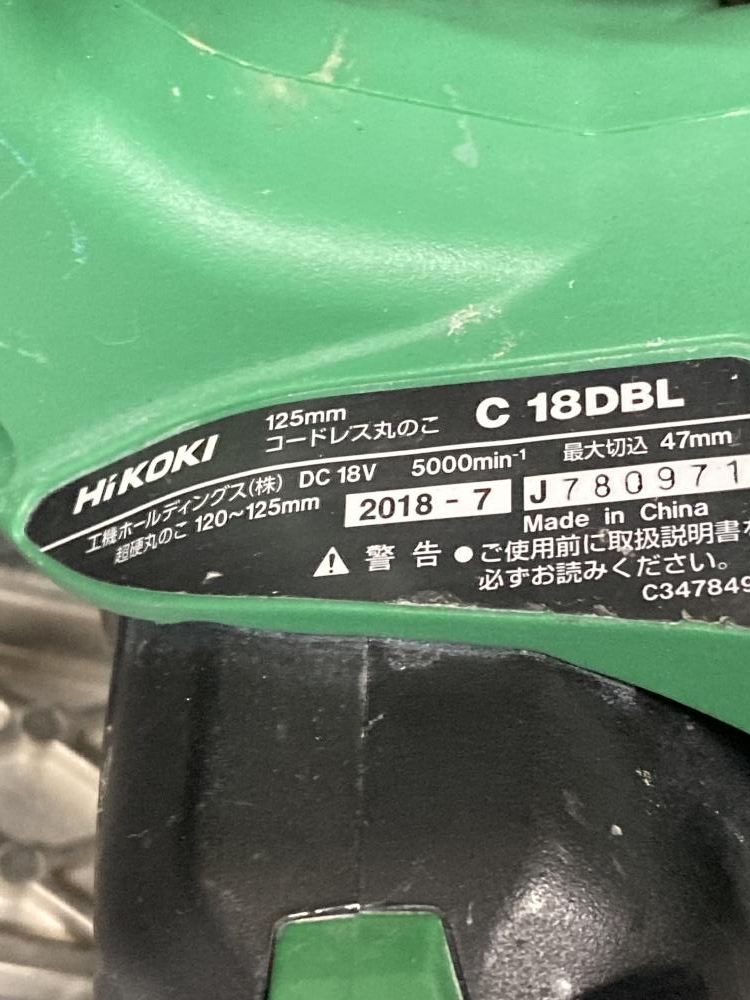 HiKOKI
125mm
コードレス丸のこ
C 18DBL
工機ホールディングス(株) DC 18V 5000min⁻¹ 最大切込 47mm
超硬丸のこ 120~125mm
2018 - 7
J780971
Made in China
警告 ●ご使用前に取扱説明書を
必ずお読みください。
C347849